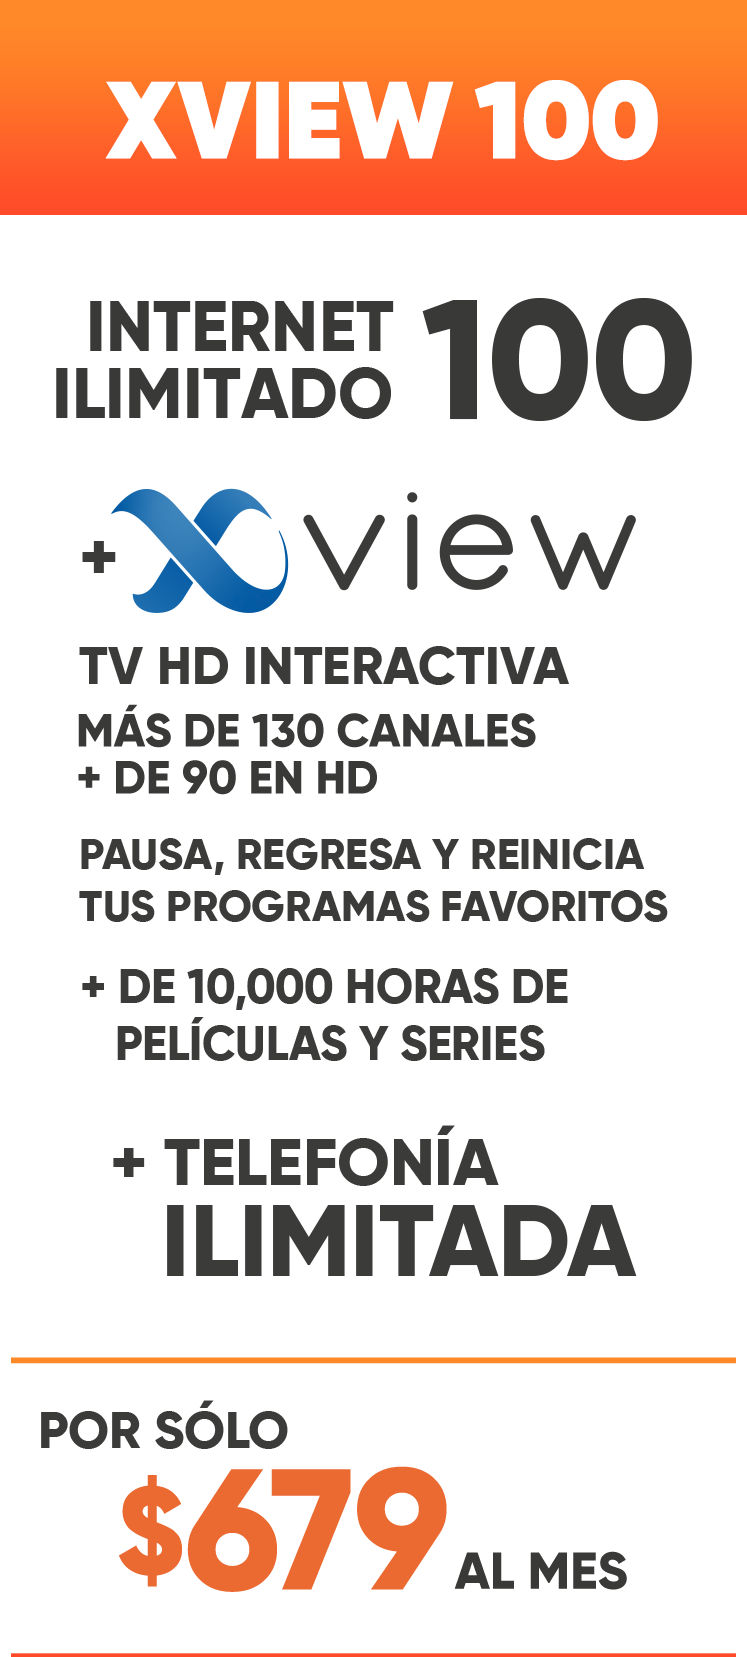 XVIEW 100
INTERNET
ILIMITADO 100
+ Xview
TV HD INTERACTIVA
MÁS DE 130 CANALES
+ DE 90 EN HD
PAUSA, REGRESA Y REINICIA
TUS PROGRAMAS FAVORITOS
+ DE 10,000 HORAS DE
PELÍCULAS Y SERIES
+ TELEFONÍA
ILIMITADA
POR SÓLO
$679 AL MES